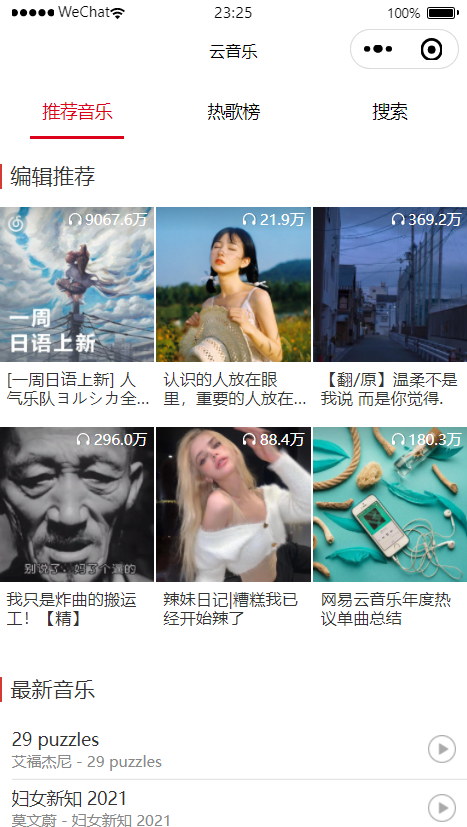 WeChat 23:25 100%
云音乐
推荐音乐 热歌榜 搜索
编辑推荐
9067.6万 21.9万 369.2万
一周
日语上新
[一周日语上新] 人 认识的人放在眼 【翻/原】温柔不是
气乐队ヨルシカ全... 里，重要的人放在... 我说 而是你觉得.
296.0万 88.4万 180.3万
别说了，妈了个逼的
我只是炸曲的搬运 辣妹日记|糟糕我已 网易云音乐年度热
工！【精】 经开始辣了 议单曲总结
最新音乐
29 puzzles
艾福杰尼 - 29 puzzles
妇女新知 2021
莫文蔚 - 妇女新知 2021